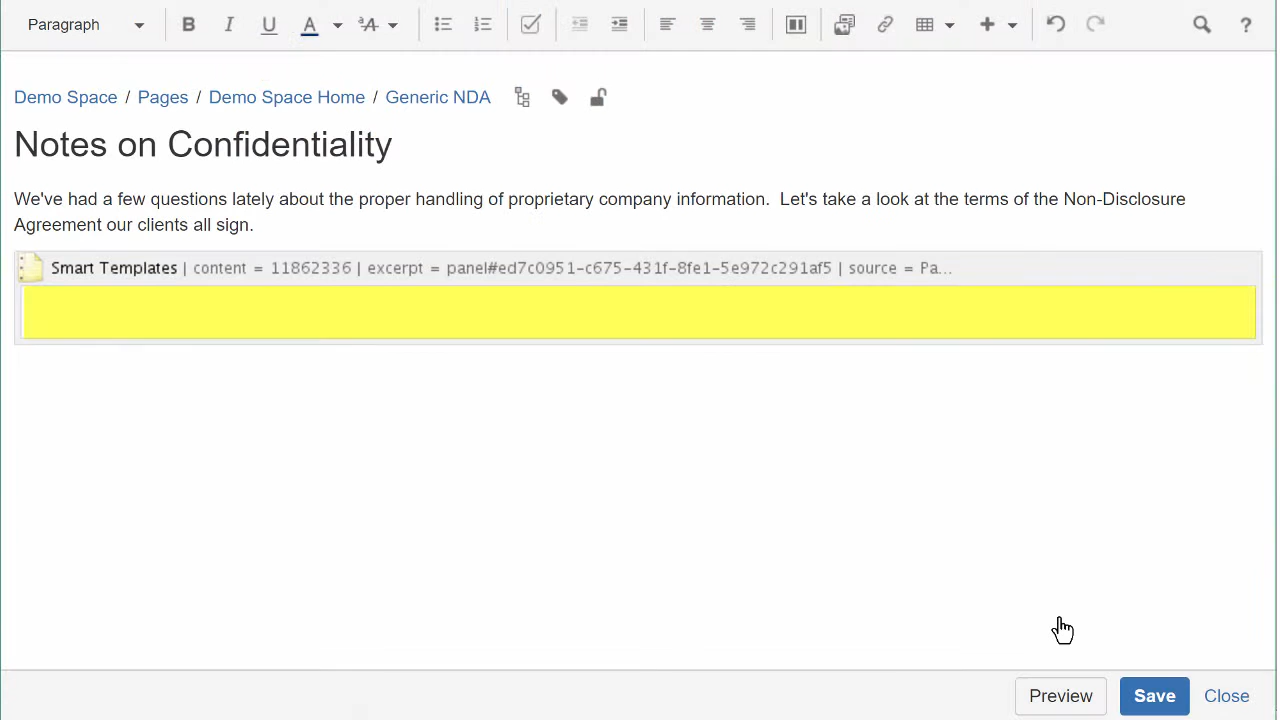 Paragraph B I U A A ?
Demo Space / Pages / Demo Space Home / Generic NDA
Notes on Confidentiality
We've had a few questions lately about the proper handling of proprietary company information. Let's take a look at the terms of the Non-Disclosure
Agreement our clients all sign.
Smart Templates | content = 11862336 | excerpt = panel#ed7c0951-c675-431f-8fe1-5e972c291af5 | source = Pa...
Preview Save Close